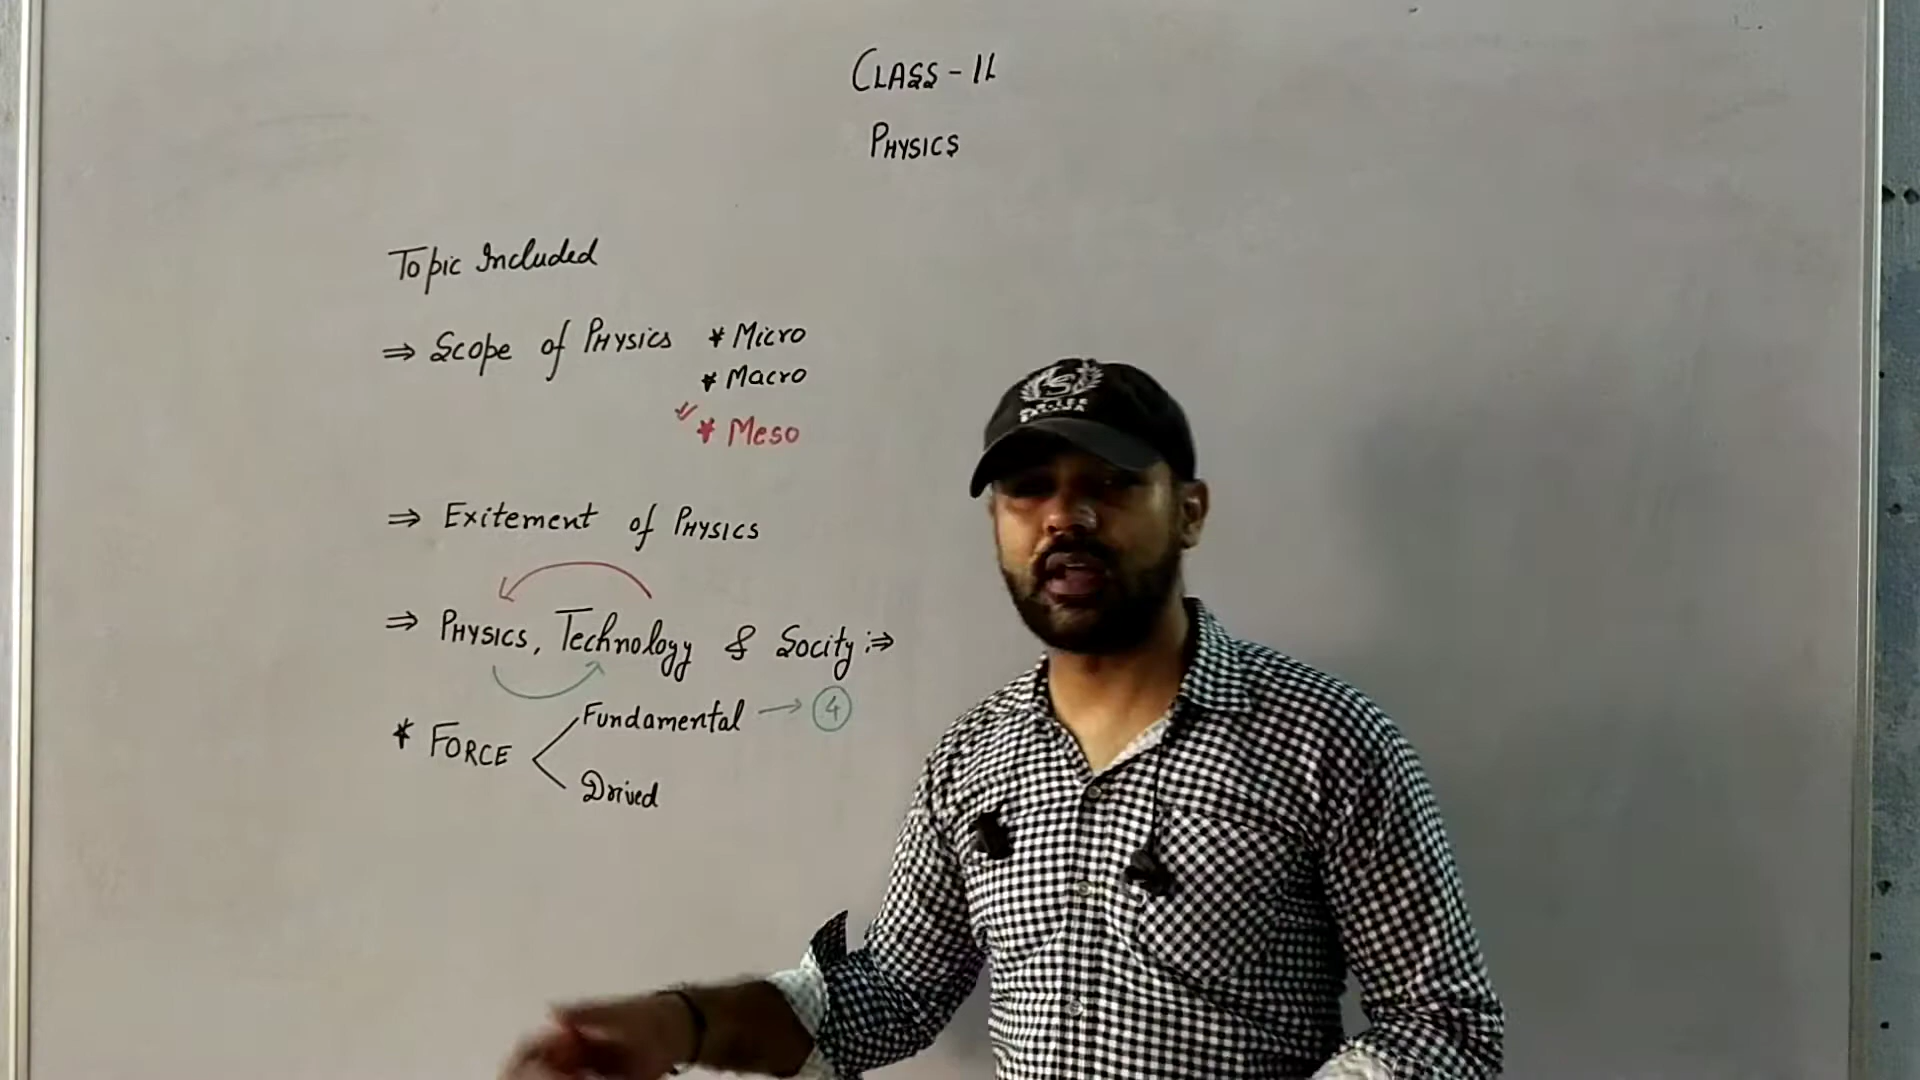 CLASS - 11
PHYSICS
Topic Included
⇒ Scope of PHYSICS * Micro
* Macro
* Meso
⇒ Exitement of PHYSICS
⇒ PHYSICS, Technology & Socity :⇒
* FORCE
Fundamental → 4
Drived